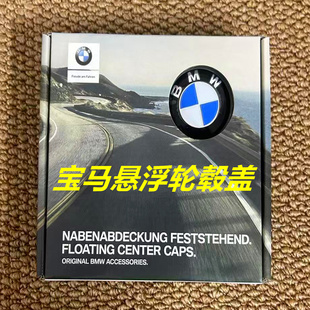 BMW
宝马悬浮轮毂盖
NABENABDECKUNG FESTSTEHEND.
FLOATING CENTER CAPS.
ORIGINAL BMW ACCESSORIES.